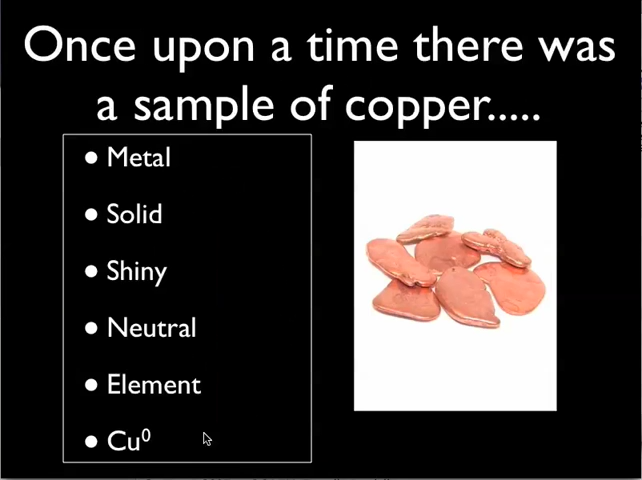 Once upon a time there was
a sample of copper.....
• Metal
• Solid
• Shiny
• Neutral
• Element
• Cu⁰